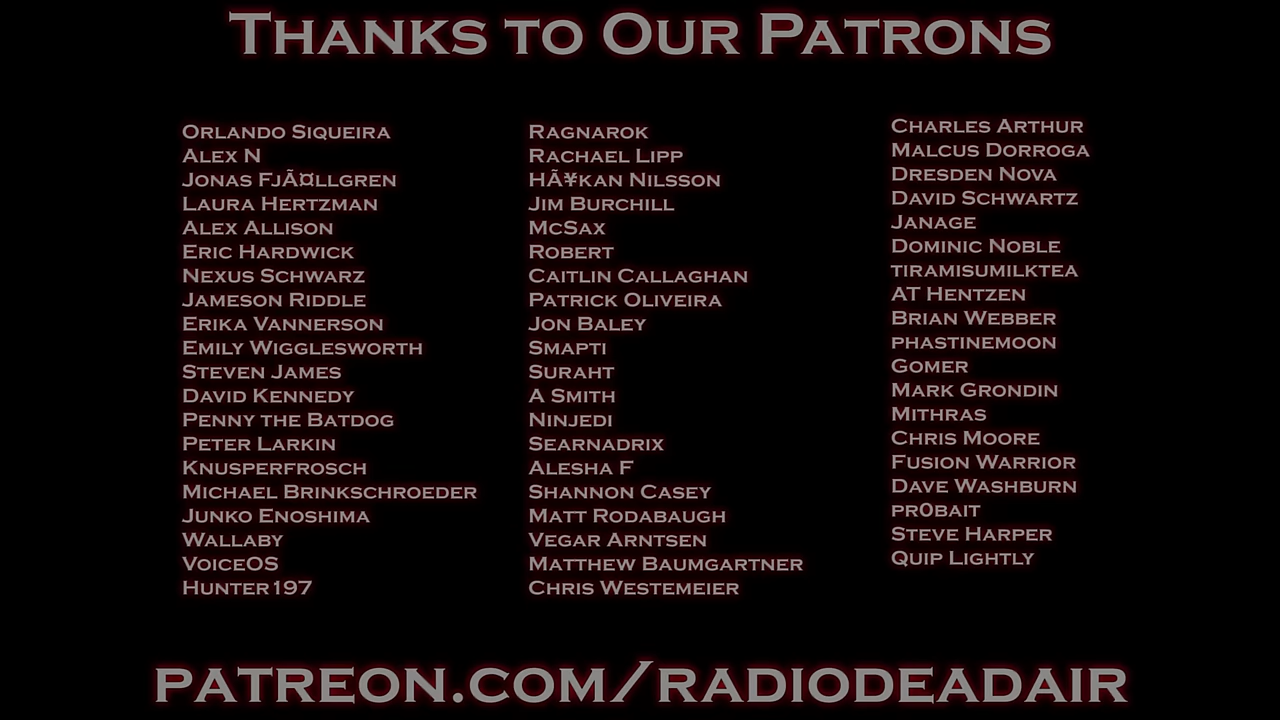 Thanks to Our Patrons
Orlando Siqueira
Alex N
Jonas FjÃ¤llgren
Laura Hertzman
Alex Allison
Eric Hardwick
Nexus Schwarz
Jameson Riddle
Erika Vannerson
Emily Wigglesworth
Steven James
David Kennedy
Penny the Batdog
Peter Larkin
Knusperfrosch
Michael Brinkschroeder
Junko Enoshima
Wallaby
VoiceOS
Hunter197
Ragnarok
Rachael Lipp
HÃ¥kan Nilsson
Jim Burchill
McSax
Robert
Caitlin Callaghan
Patrick Oliveira
Jon Baley
Smapti
Suraht
A Smith
Ninjedi
Searnadrix
Alesha F
Shannon Casey
Matt Rodabaugh
Vegar Arntsen
Matthew Baumgartner
Chris Westemeier
Charles Arthur
Malcus Dorroga
Dresden Nova
David Schwartz
Janage
Dominic Noble
tiramisumilktea
AT Hentzen
Brian Webber
phastinemoon
Gomer
Mark Grondin
Mithras
Chris Moore
Fusion Warrior
Dave Washburn
pr0bait
Steve Harper
Quip Lightly
patreon.com/radiodeadair